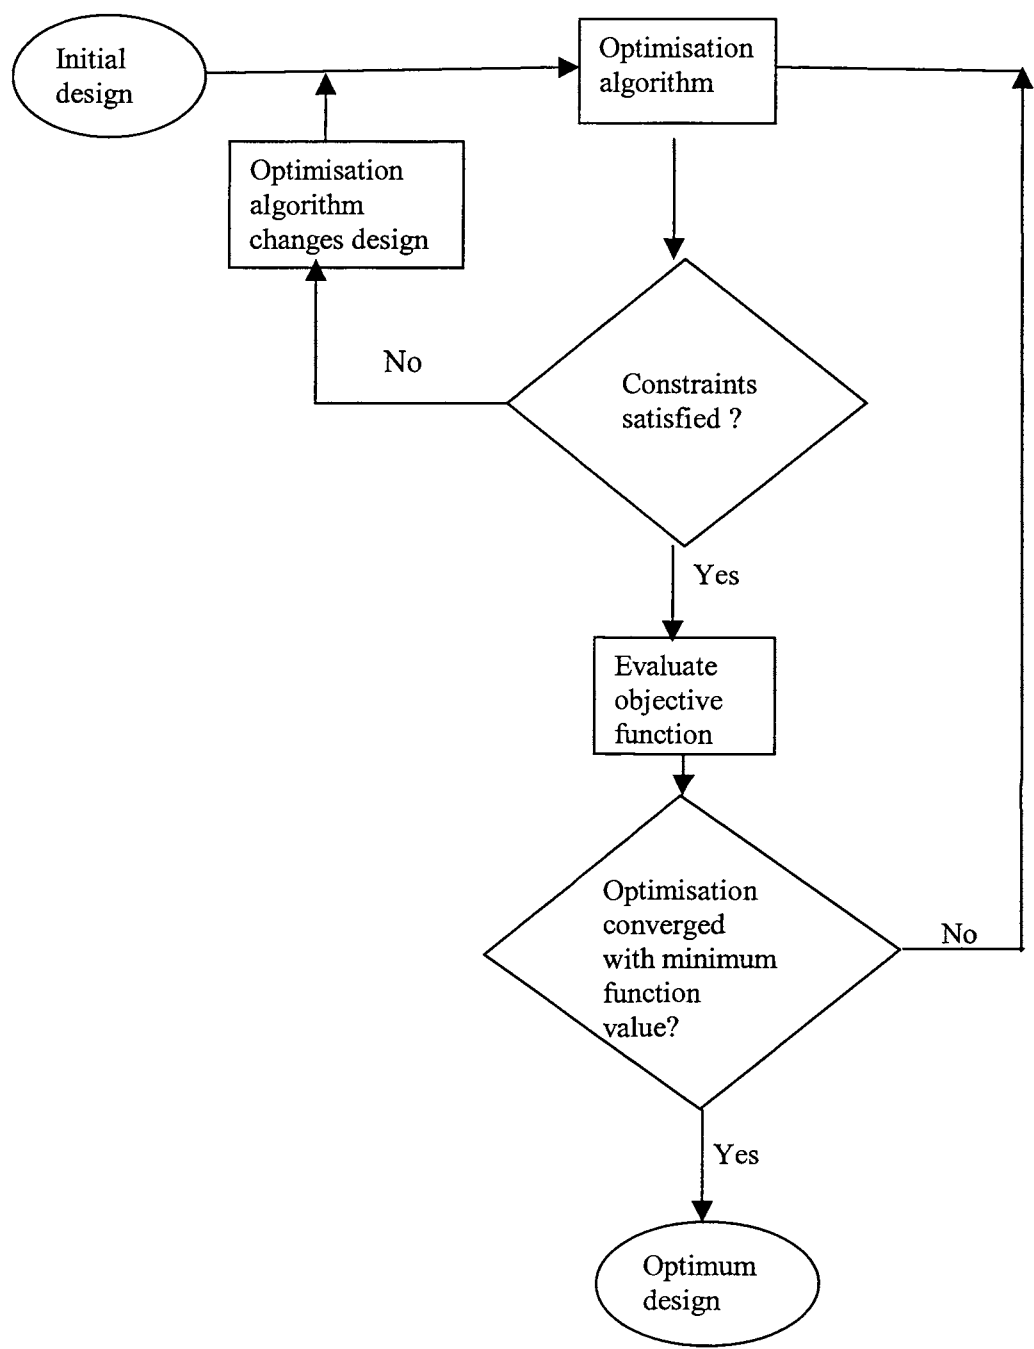 Initial
design
Optimisation
algorithm
Optimisation
algorithm
changes design
No
Constraints
satisfied ?
Yes
Evaluate
objective
function
Optimisation
converged
with minimum
function
value?
No
Yes
Optimum
design